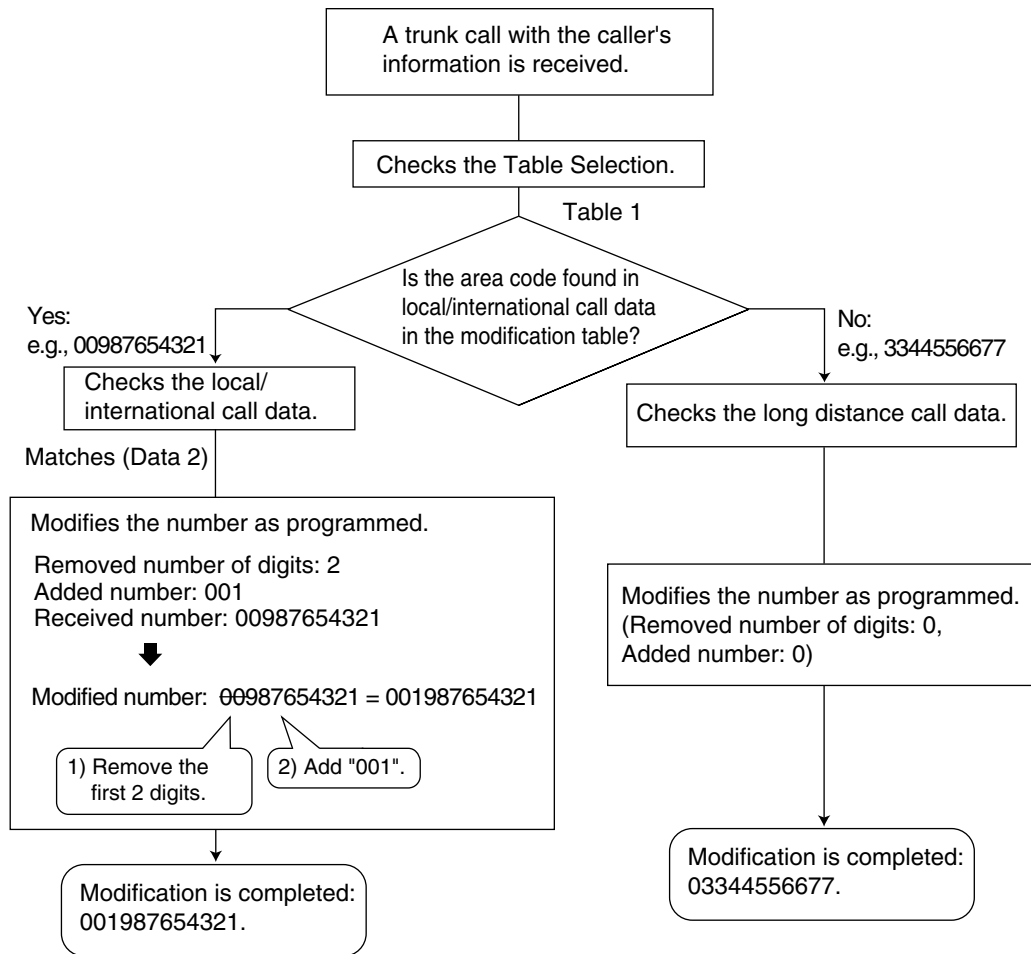 A trunk call with the caller's
information is received.
Checks the Table Selection.
Table 1
Is the area code found in
local/international call data
in the modification table?
Yes:
e.g., 00987654321
No:
e.g., 3344556677
Checks the local/
international call data.
Checks the long distance call data.
Matches (Data 2)
Modifies the number as programmed.
Removed number of digits: 2
Added number: 001
Received number: 00987654321
Modified number: 00987654321 = 001987654321
1) Remove the
first 2 digits.
2) Add "001".
Modifies the number as programmed.
(Removed number of digits: 0,
Added number: 0)
Modification is completed:
001987654321.
Modification is completed:
03344556677.